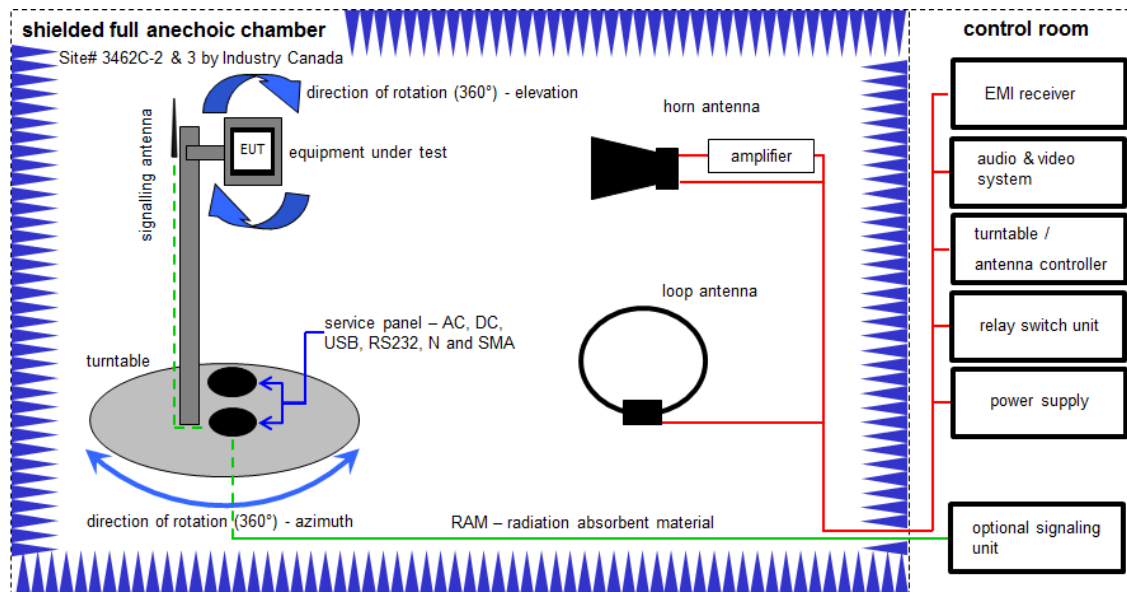 shielded full anechoic chamber
Site# 3462C-2 & 3 by Industry Canada
direction of rotation (360°) - elevation
signalling antenna
EUT
equipment under test
horn antenna
amplifier
loop antenna
service panel – AC, DC,
USB, RS232, N and SMA
turntable
direction of rotation (360°) - azimuth
RAM – radiation absorbent material
control room
EMI receiver
audio & video
system
turntable /
antenna controller
relay switch unit
power supply
optional signaling
unit